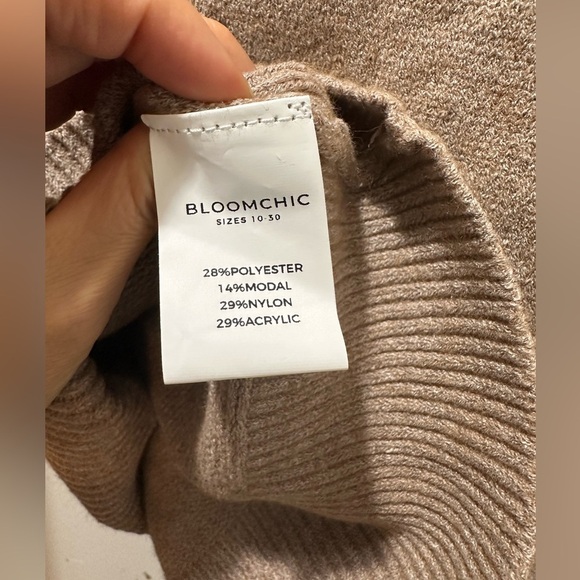 BLOOMCHIC
SIZES 10-30
28%POLYESTER
14%MODAL
29%NYLON
29%ACRYLIC